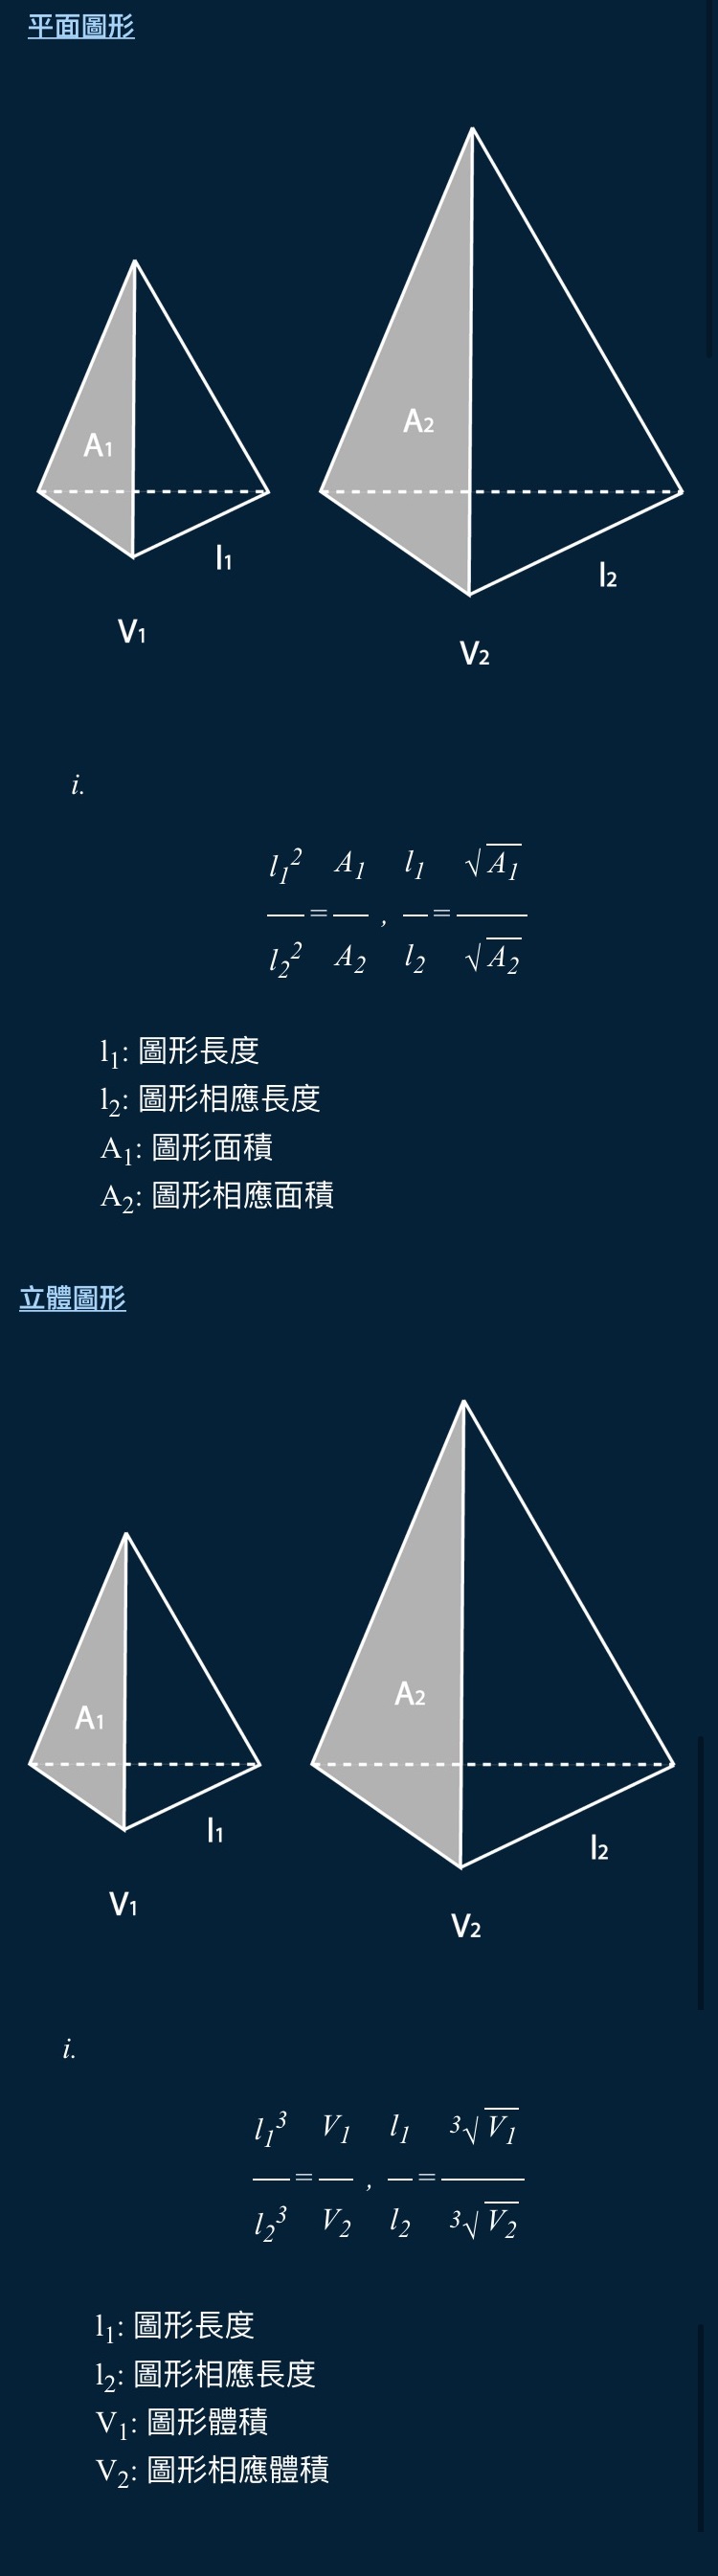 平面圖形
A₁
A₂
l₁
l₂
V₁
V₂
i.
l₁²/l₂² = A₁/A₂ , l₁/l₂ = √A₁/√A₂
l₁: 圖形長度
l₂: 圖形相應長度
A₁: 圖形面積
A₂: 圖形相應面積
立體圖形
A₁
A₂
l₁
l₂
V₁
V₂
i.
l₁³/l₂³ = V₁/V₂ , l₁/l₂ = ³√V₁/³√V₂
l₁: 圖形長度
l₂: 圖形相應長度
V₁: 圖形體積
V₂: 圖形相應體積